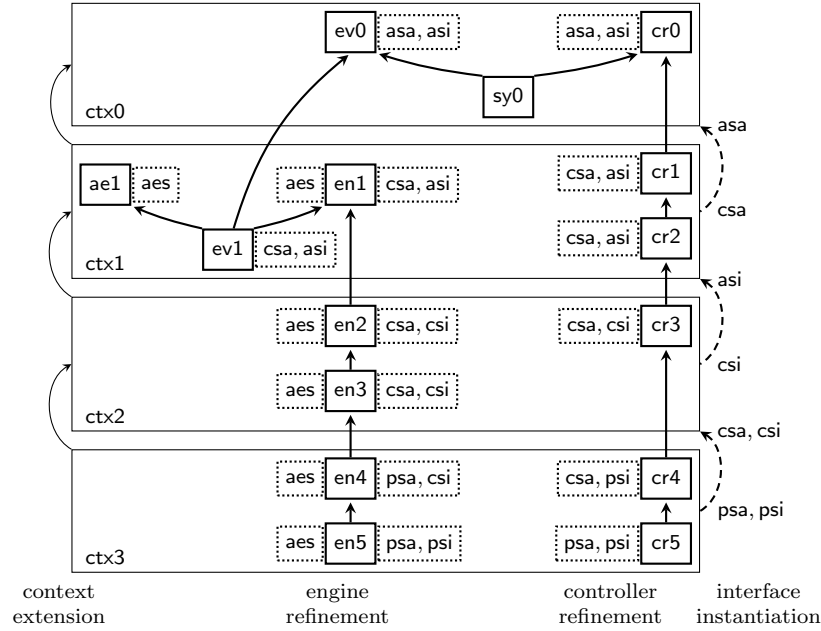 ev0 asa, asi asa, asi cr0
sy0
ctx0
asa
ae1 aes aes en1 csa, asi csa, asi cr1
csa
ev1 csa, asi csa, asi cr2
ctx1
asi
aes en2 csa, csi csa, csi cr3
csi
aes en3 csa, csi
ctx2
csa, csi
aes en4 psa, csi csa, psi cr4
psa, psi
aes en5 psa, psi psa, psi cr5
ctx3
context engine controller interface
extension refinement refinement instantiation